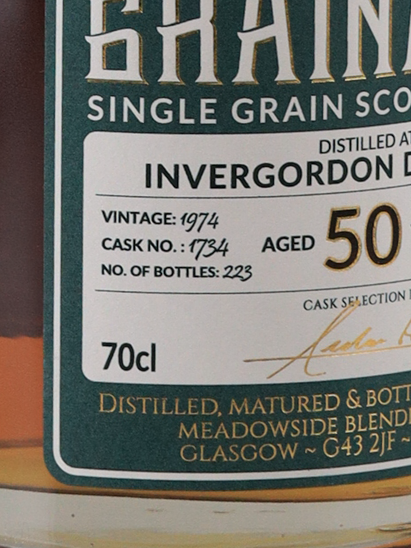 SINGLE GRAIN SCO
DISTILLED AT
INVERGORDON D
VINTAGE: 1974
CASK NO. : 1734 AGED 50
NO. OF BOTTLES: 223
CASK SELECTION
70cl
DISTILLED, MATURED & BOTT
MEADOWSIDE BLENDI
GLASGOW ~ G43 2JF ~